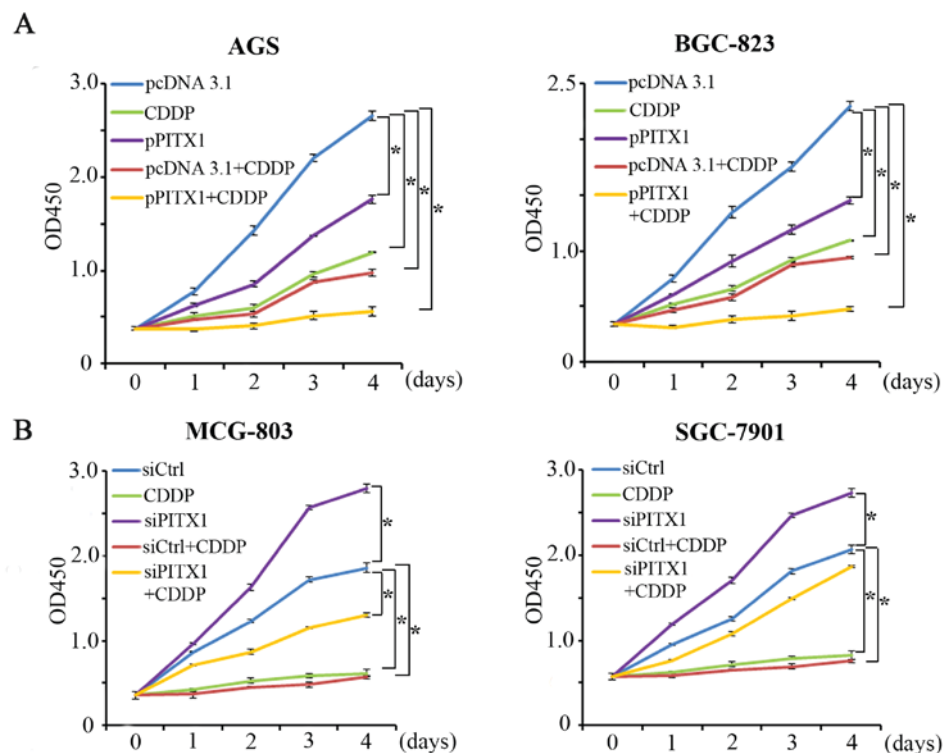 A
AGS
3.0
2.0
1.0
0
OD450
pcDNA 3.1
CDDP
pPITX1
pcDNA 3.1+CDDP
pPITX1+CDDP
*
*
*
*
0 1 2 3 4 (days)
BGC-823
2.5
1.0
0
OD450
pcDNA 3.1
CDDP
pPITX1
pcDNA 3.1+CDDP
pPITX1
+CDDP
*
*
*
*
0 1 2 3 4 (days)
B
MCG-803
3.0
2.0
1.0
0
OD450
siCtrl
CDDP
siPITX1
siCtrl+CDDP
siPITX1
+CDDP
*
*
*
*
0 1 2 3 4 (days)
SGC-7901
3.0
2.0
1.0
0
OD450
siCtrl
CDDP
siPITX1
siCtrl+CDDP
siPITX1
+CDDP
*
*
*
0 1 2 3 4 (days)